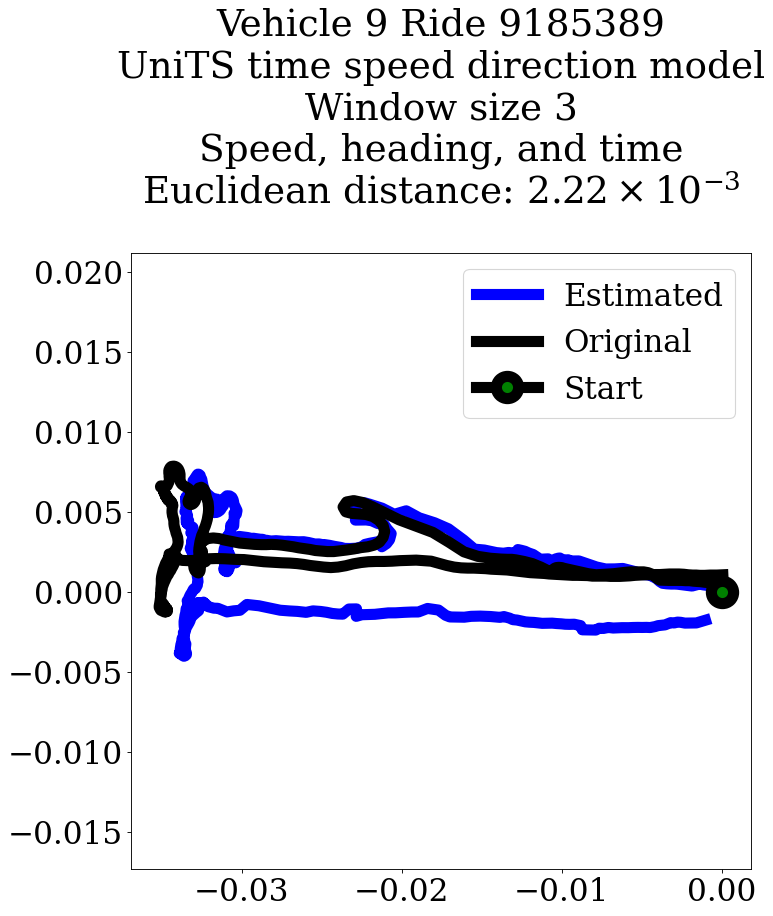 Vehicle 9 Ride 9185389
UniTS time speed direction model
Window size 3
Speed, heading, and time
Euclidean distance: 2.22 × 10⁻³
Estimated
Original
Start
0.020
0.015
0.010
0.005
0.000
−0.005
−0.010
−0.015
−0.03 −0.02 −0.01 0.00